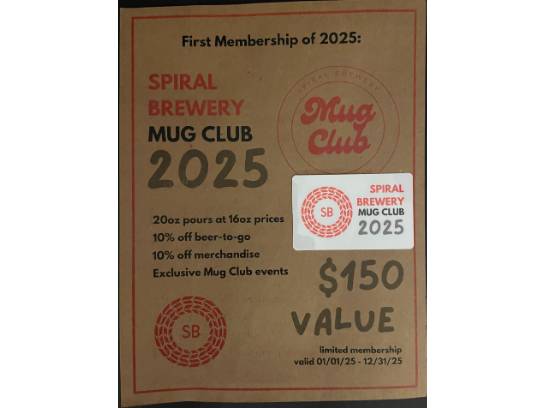 First Membership of 2025:
SPIRAL BREWERY
Mug
Club
SPIRAL
BREWERY
MUG CLUB
2025
SB
SPIRAL
BREWERY
MUG CLUB
2025
20oz pours at 16oz prices
10% off beer-to-go
10% off merchandise
Exclusive Mug Club events
$150
VALUE
SB
limited membership
valid 01/01/25 - 12/31/25